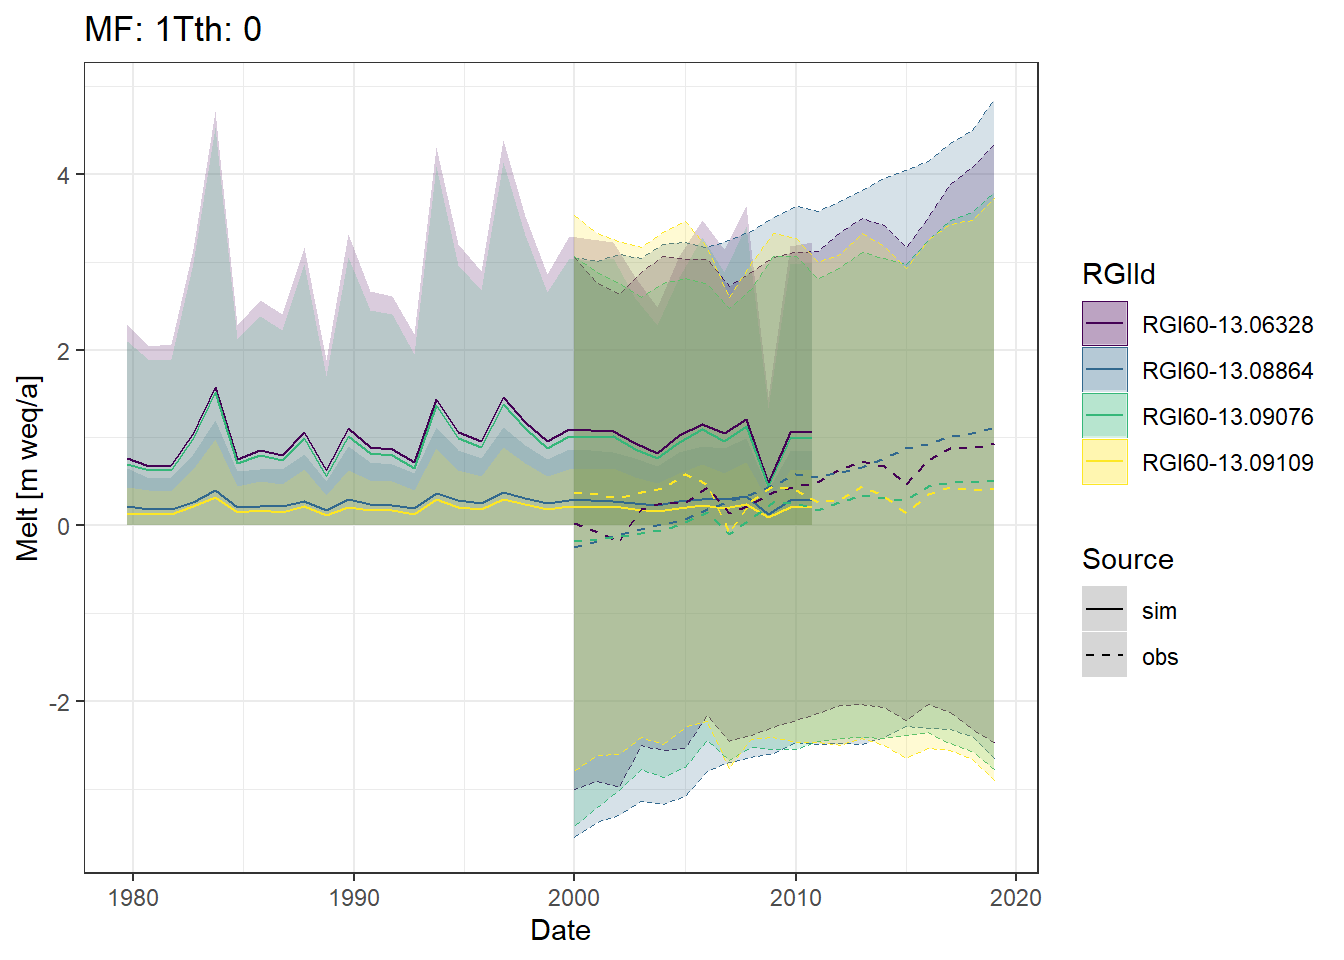 MF: 1Tth: 0
4
2
0
-2
Melt [m weq/a]
1980 1990 2000 2010 2020
Date
RGIId
RGI60-13.06328
RGI60-13.08864
RGI60-13.09076
RGI60-13.09109
Source
sim
obs